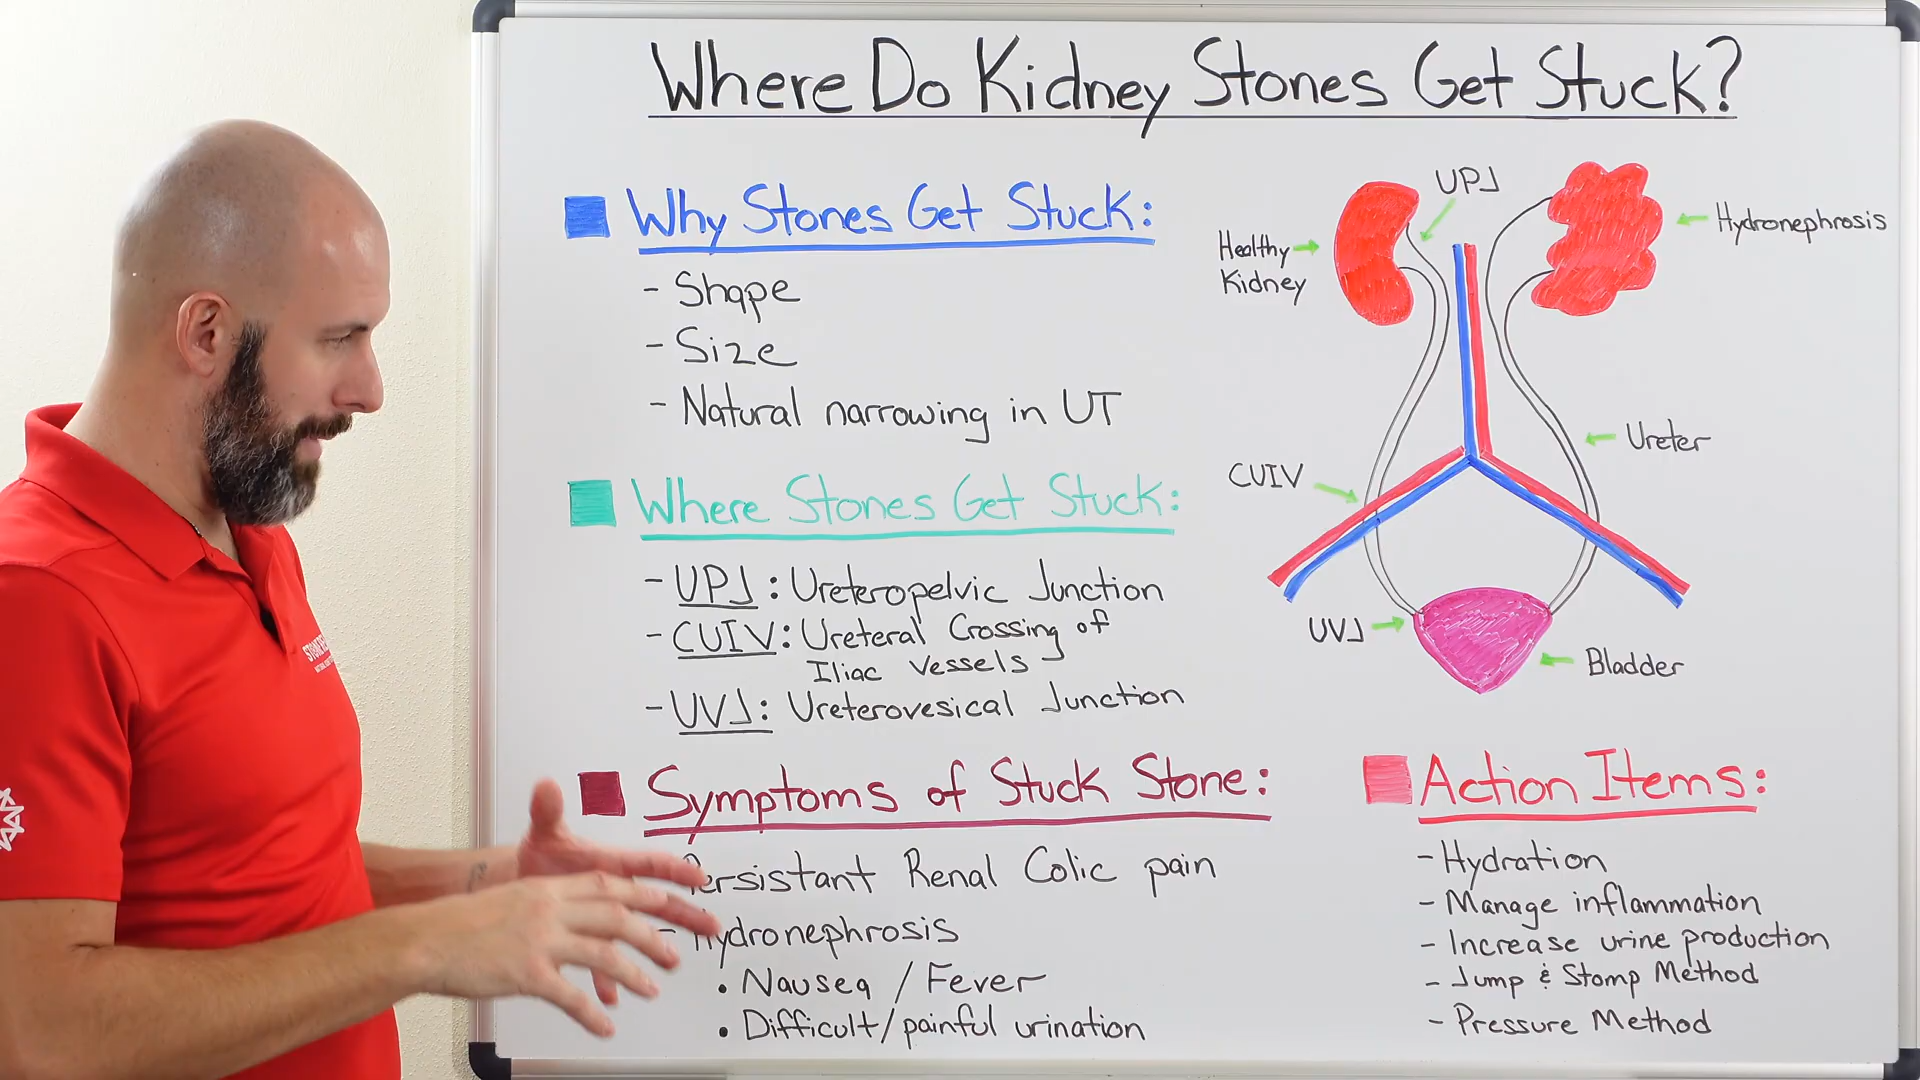 Where Do Kidney Stones Get Stuck?
Why Stones Get Stuck:
- Shape
- Size
- Natural narrowing in UT
Where Stones Get Stuck:
- UPJ: Ureteropelvic Junction
- CUIV: Ureteral Crossing of
Iliac Vessels
- UVJ: Ureterovesical Junction
Symptoms of Stuck Stone:
Persistant Renal Colic pain
- Hydronephrosis
• Nausea / Fever
• Difficult/painful urination
UPJ
Healthy
Kidney
Hydronephrosis
Ureter
CUIV
UVJ
Bladder
Action Items:
- Hydration
- Manage inflammation
- Increase urine production
- Jump & Stomp Method
- Pressure Method